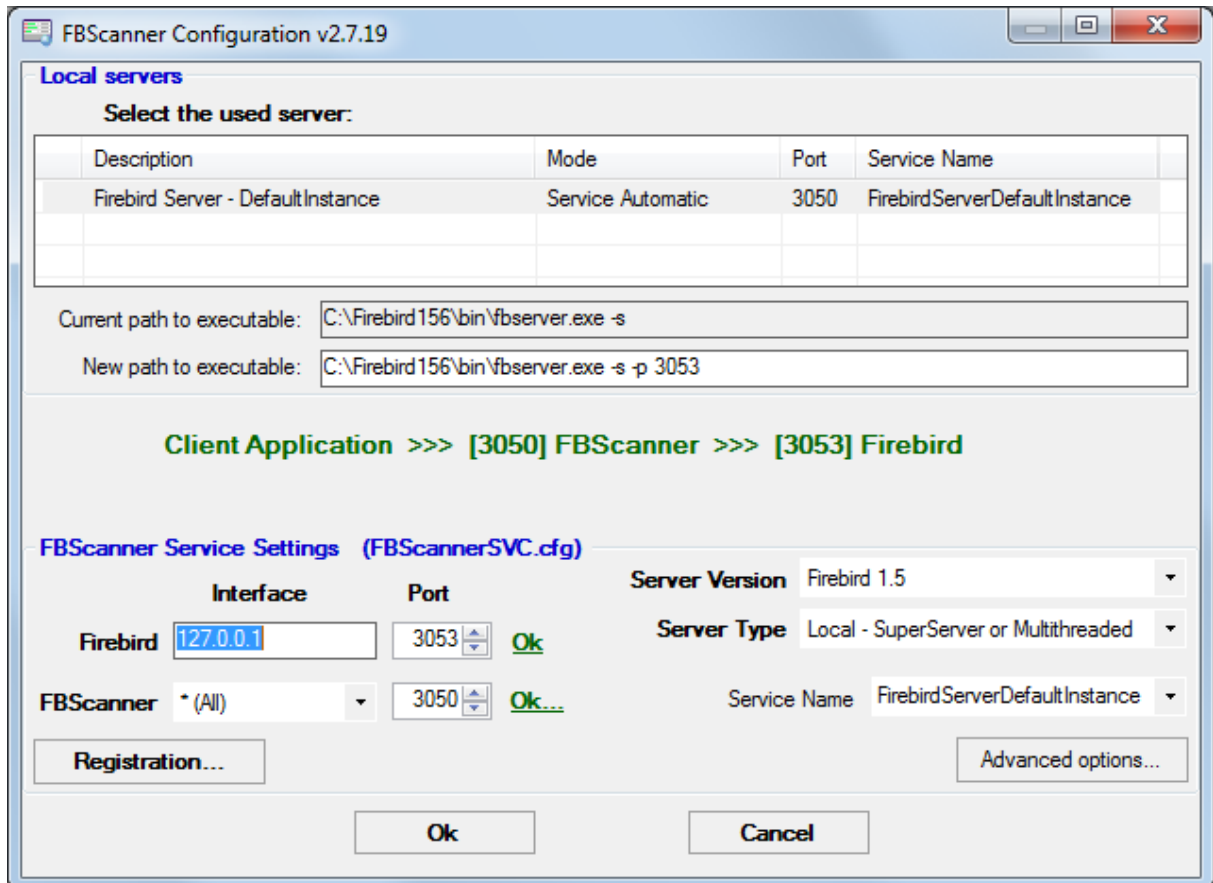 FBScanner Configuration v2.7.19
Local servers
Select the used server:
Description Mode Port Service Name
Firebird Server - DefaultInstance Service Automatic 3050 FirebirdServerDefaultInstance
Current path to executable: C:\Firebird156\bin\fbserver.exe -s
New path to executable: C:\Firebird156\bin\fbserver.exe -s -p 3053
Client Application >>> [3050] FBScanner >>> [3053] Firebird
FBScanner Service Settings (FBScannerSVC.cfg)
Interface Port
Server Version Firebird 1.5
Firebird 127.0.0.1 3053 Ok
Server Type Local - SuperServer or Multithreaded
FBScanner * (All) 3050 Ok...
Service Name FirebirdServerDefaultInstance
Registration...
Advanced options...
Ok Cancel